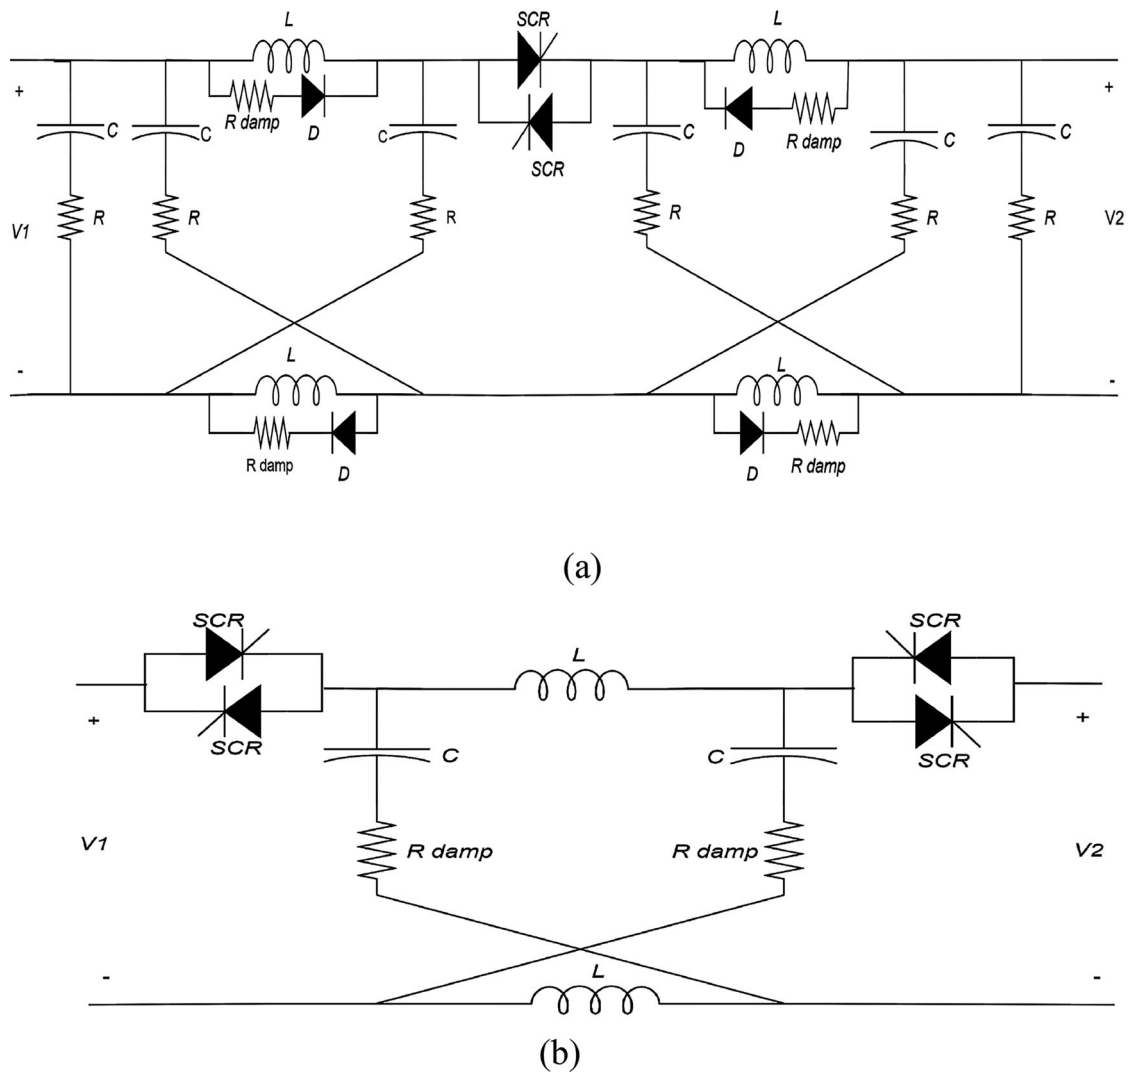 L SCR L
+ R damp D +
C C C C D R damp C C
SCR
V1 R R R R R R V2
- L L -
R damp D D R damp
(a)
SCR L SCR
+ SCR C C SCR +
V1 R damp R damp V2
- L -
(b)